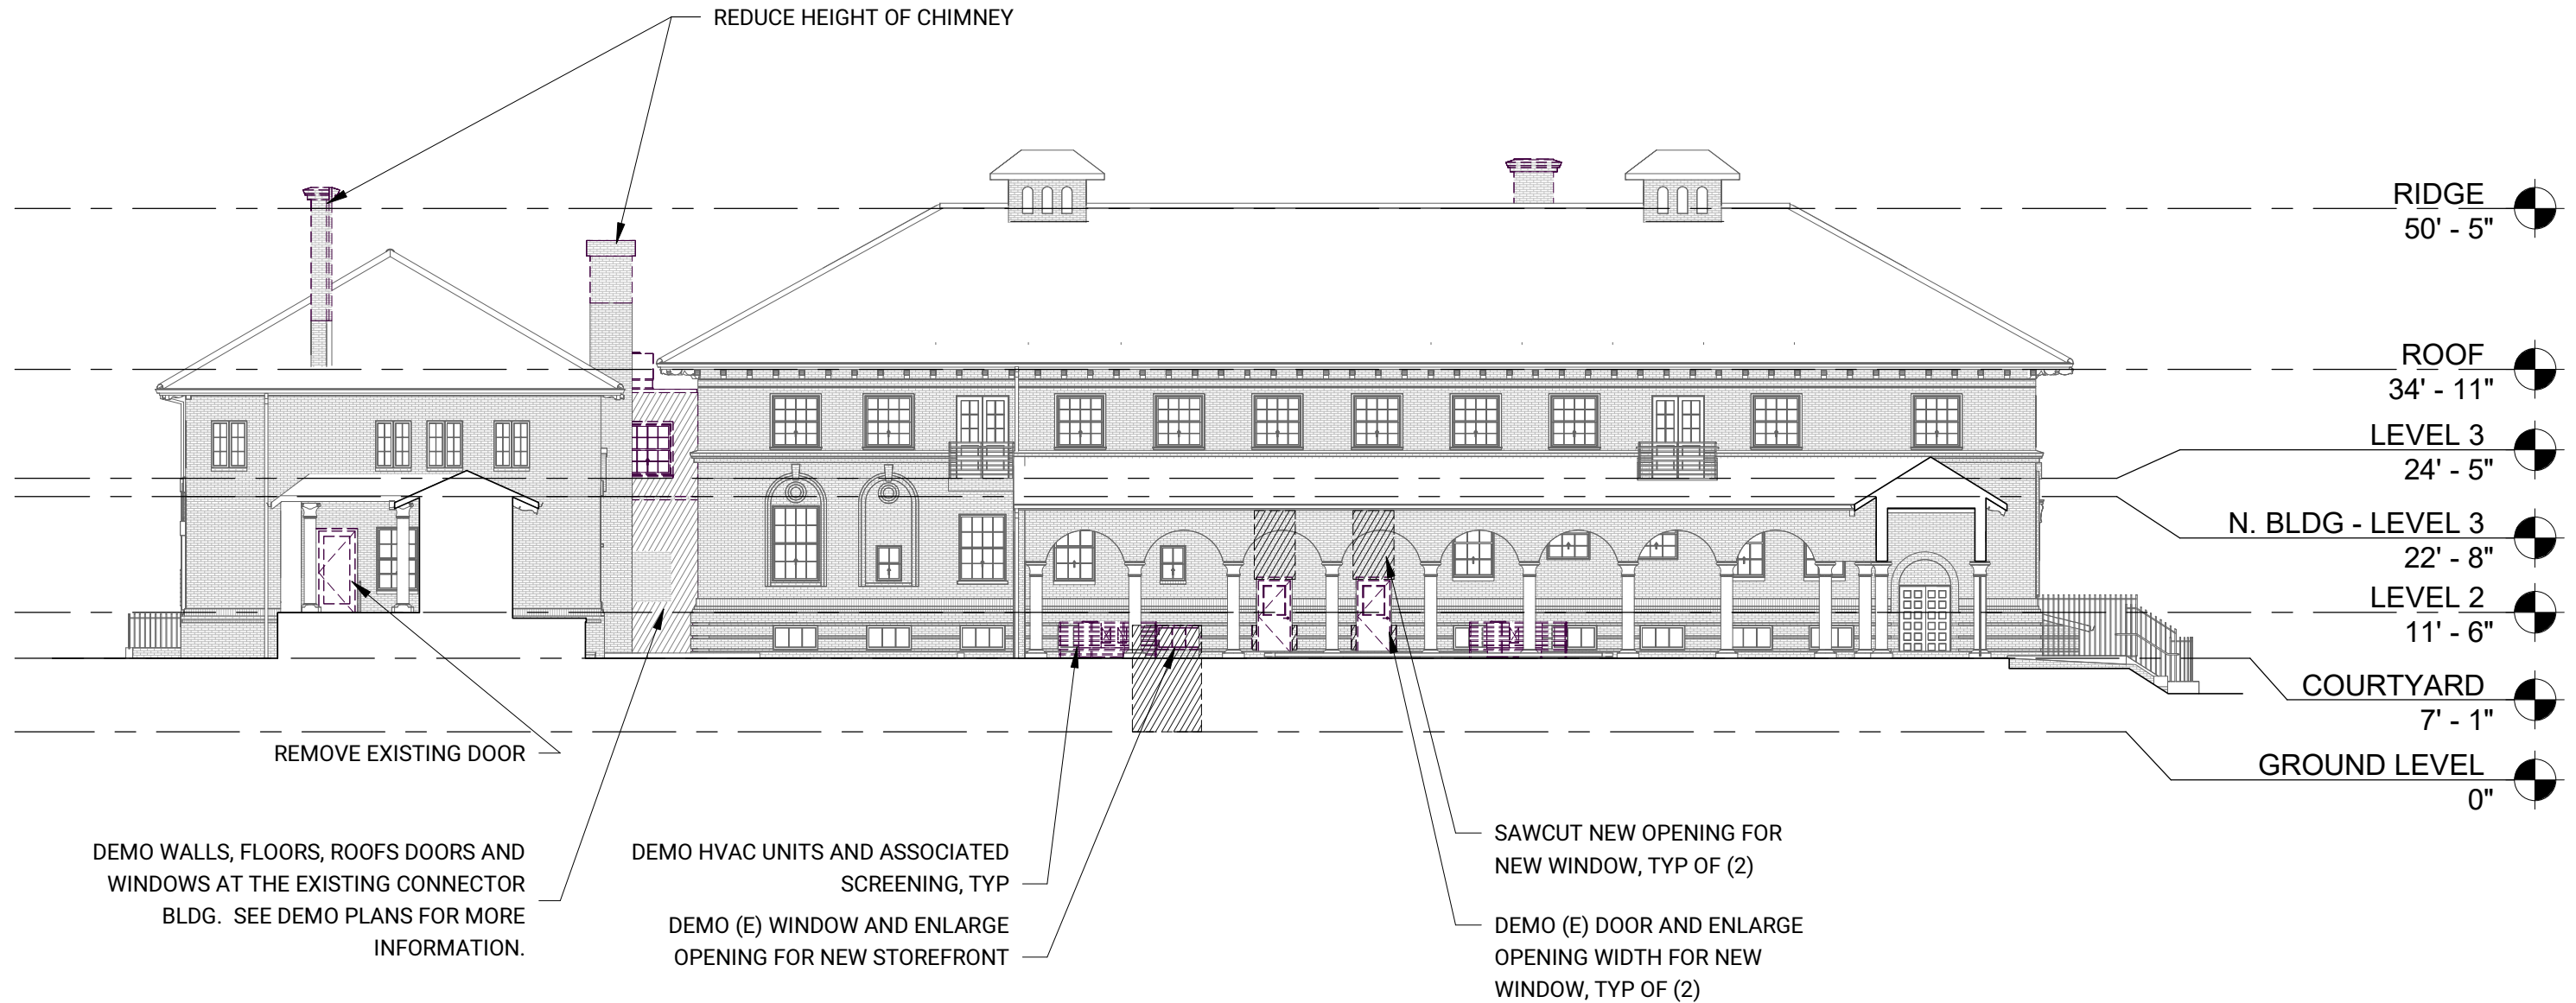 REDUCE HEIGHT OF CHIMNEY
RIDGE
50' - 5"
ROOF
34' - 11"
LEVEL 3
24' - 5"
N. BLDG - LEVEL 3
22' - 8"
LEVEL 2
11' - 6"
COURTYARD
7' - 1"
GROUND LEVEL
0"
REMOVE EXISTING DOOR
DEMO WALLS, FLOORS, ROOFS DOORS AND
WINDOWS AT THE EXISTING CONNECTOR
BLDG. SEE DEMO PLANS FOR MORE
INFORMATION.
DEMO HVAC UNITS AND ASSOCIATED
SCREENING, TYP
DEMO (E) WINDOW AND ENLARGE
OPENING FOR NEW STOREFRONT
SAWCUT NEW OPENING FOR
NEW WINDOW, TYP OF (2)
DEMO (E) DOOR AND ENLARGE
OPENING WIDTH FOR NEW
WINDOW, TYP OF (2)